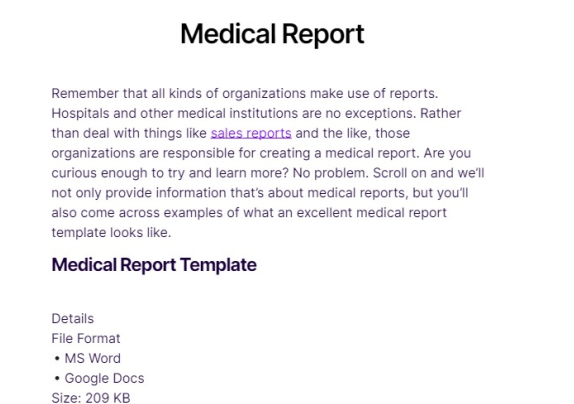 Medical Report
Remember that all kinds of organizations make use of reports.
Hospitals and other medical institutions are no exceptions. Rather
than deal with things like sales reports and the like, those
organizations are responsible for creating a medical report. Are you
curious enough to try and learn more? No problem. Scroll on and we’ll
not only provide information that’s about medical reports, but you’ll
also come across examples of what an excellent medical report
template looks like.
Medical Report Template
Details
File Format
• MS Word
• Google Docs
Size: 209 KB